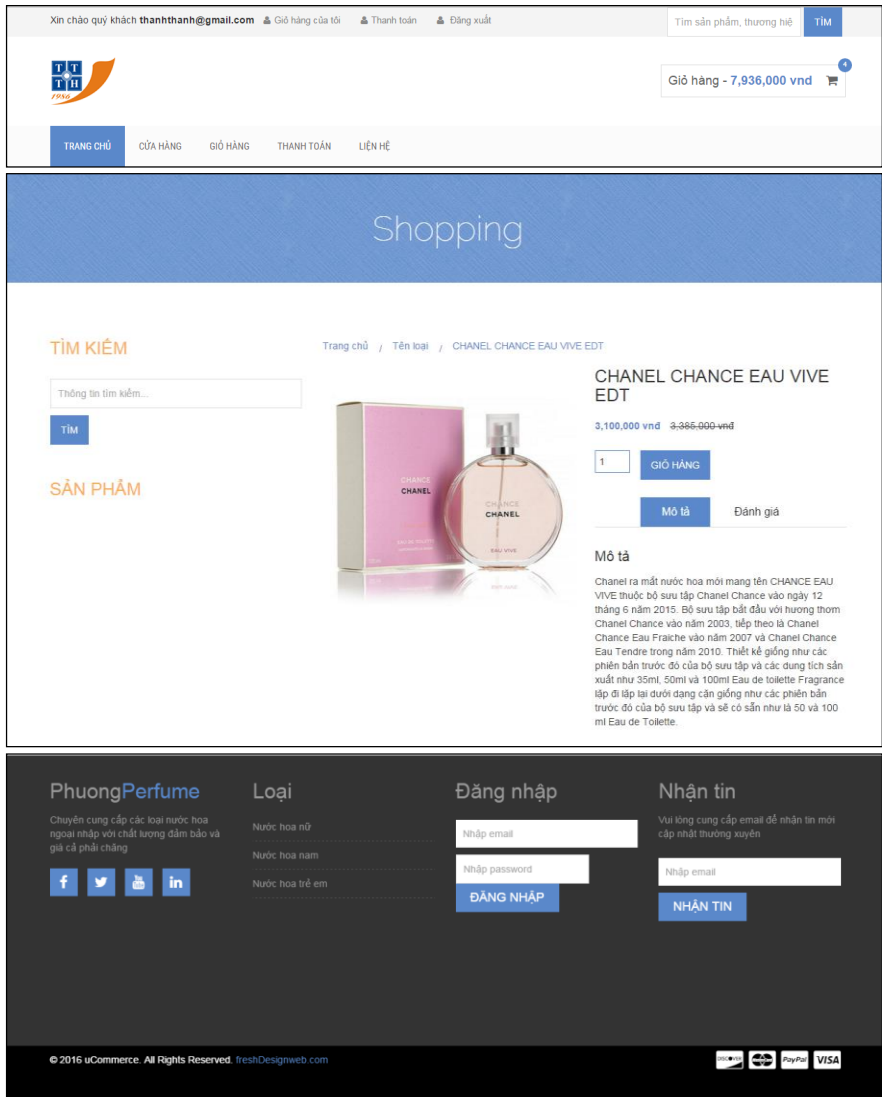 Xin chào quý khách thanhthanh@gmail.com Giỏ hàng của tôi Thanh toán Đăng xuất
Tìm sản phẩm, thương hiệ TÌM
T T
T H
1986
Giỏ hàng - 7,936,000 vnd 4
TRANG CHỦ CỬA HÀNG GIỎ HÀNG THANH TOÁN LIÊN HỆ
Shopping
TÌM KIẾM
Thông tin tìm kiếm...
TÌM
SẢN PHẨM
Trang chủ / Tên loại / CHANEL CHANCE EAU VIVE EDT
CHANCE
CHANEL
CHANCE
CHANEL
EAU VIVE
CHANEL CHANCE EAU VIVE
EDT
3,100,000 vnđ 3,385,000 vnđ
1 GIỎ HÀNG
Mô tả Đánh giá
Mô tả
Chanel ra mắt nước hoa mới mang tên CHANCE EAU
VIVE thuộc bộ sưu tập Chanel Chance vào ngày 12
tháng 6 năm 2015. Bộ sưu tập bắt đầu với hương thơm
Chanel Chance vào năm 2003, tiếp theo là Chanel
Chance Eau Fraiche vào năm 2007 và Chanel Chance
Eau Tendre trong năm 2010. Thiết kế giống như các
phiên bản trước đó của bộ sưu tập và các dung tích sản
xuất như 35ml, 50ml và 100ml Eau de toilette Fragrance
lặp đi lặp lại dưới dạng cặn giống như các phiên bản
trước đó của bộ sưu tập và sẽ có sẵn như là 50 và 100
ml Eau de Toilette.
PhuongPerfume
Chuyên cung cấp các loại nước hoa
ngoại nhập với chất lượng đảm bảo và
giá cả phải chăng
f in
Loại
Nước hoa nữ
Nước hoa nam
Nước hoa trẻ em
Đăng nhập
Nhập email
Nhập password
ĐĂNG NHẬP
Nhận tin
Vui lòng cung cấp email để nhận tin mới
cập nhật thường xuyên
Nhập email
NHẬN TIN
© 2016 uCommerce. All Rights Reserved. freshDesignweb.com
DISCOVER PayPal VISA